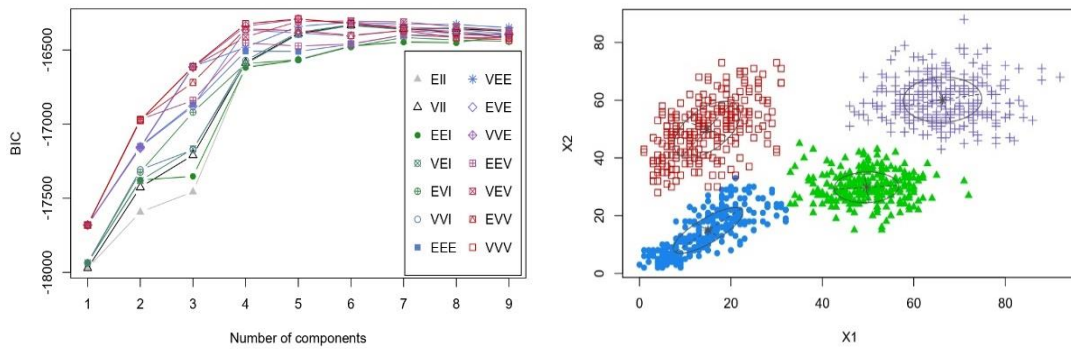 BIC
-16500
-17000
-17500
-18000
1 2 3 4 5 6 7 8 9
Number of components
EII
VII
EEI
VEI
EVI
VVI
EEE
VEE
EVE
VVE
EEV
VEV
EVV
VVV
X2
80
60
40
20
0
0 20 40 60 80
X1